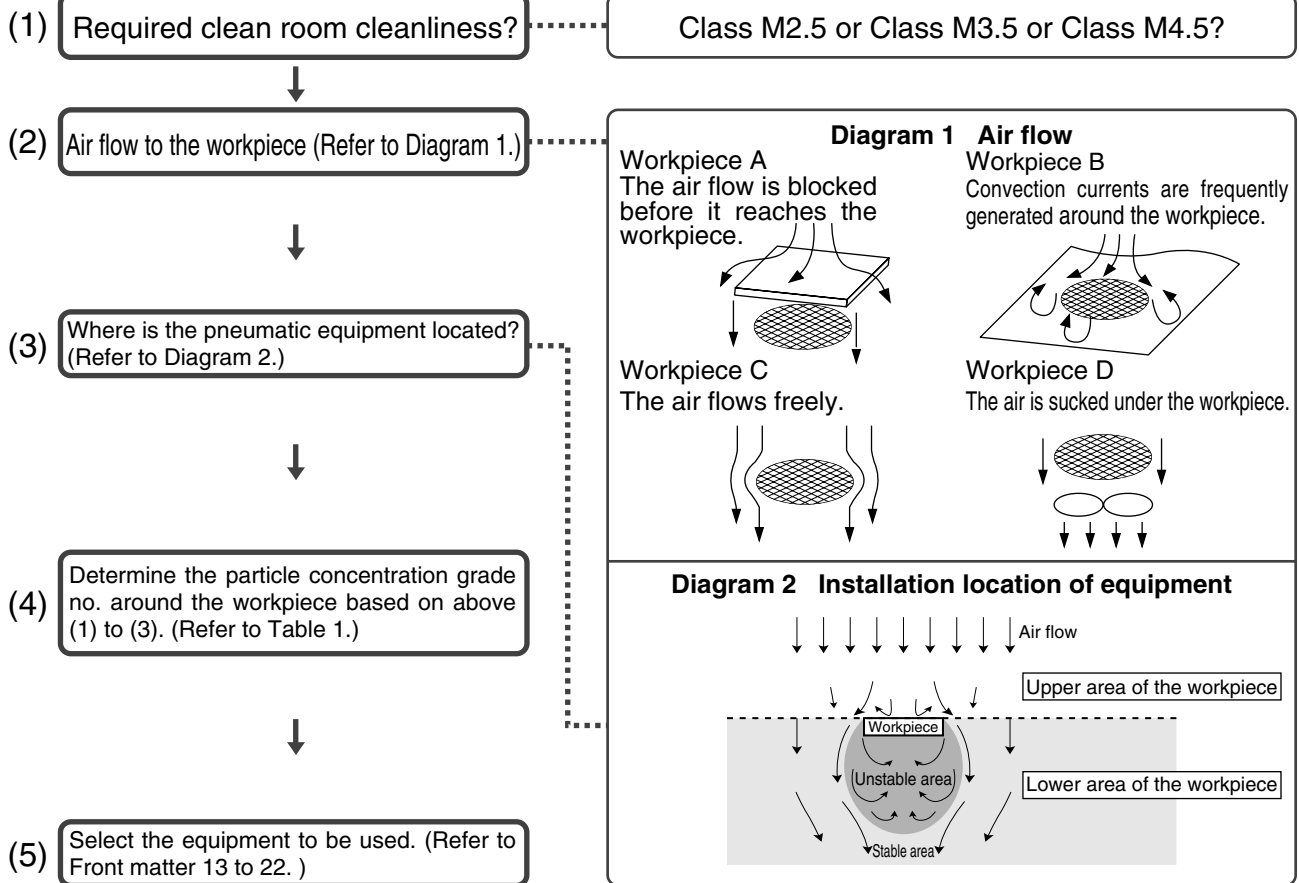 (1) Required clean room cleanliness?
Class M2.5 or Class M3.5 or Class M4.5?
(2) Air flow to the workpiece (Refer to Diagram 1.)
Diagram 1 Air flow
Workpiece A
The air flow is blocked
before it reaches the
workpiece.
Workpiece B
Convection currents are frequently
generated around the workpiece.
(3) Where is the pneumatic equipment located?
(Refer to Diagram 2.)
Workpiece C
The air flows freely.
Workpiece D
The air is sucked under the workpiece.
(4) Determine the particle concentration grade
no. around the workpiece based on above
(1) to (3). (Refer to Table 1.)
Diagram 2 Installation location of equipment
Air flow
Upper area of the workpiece
Workpiece
Unstable area
Lower area of the workpiece
Stable area
(5) Select the equipment to be used. (Refer to
Front matter 13 to 22. )